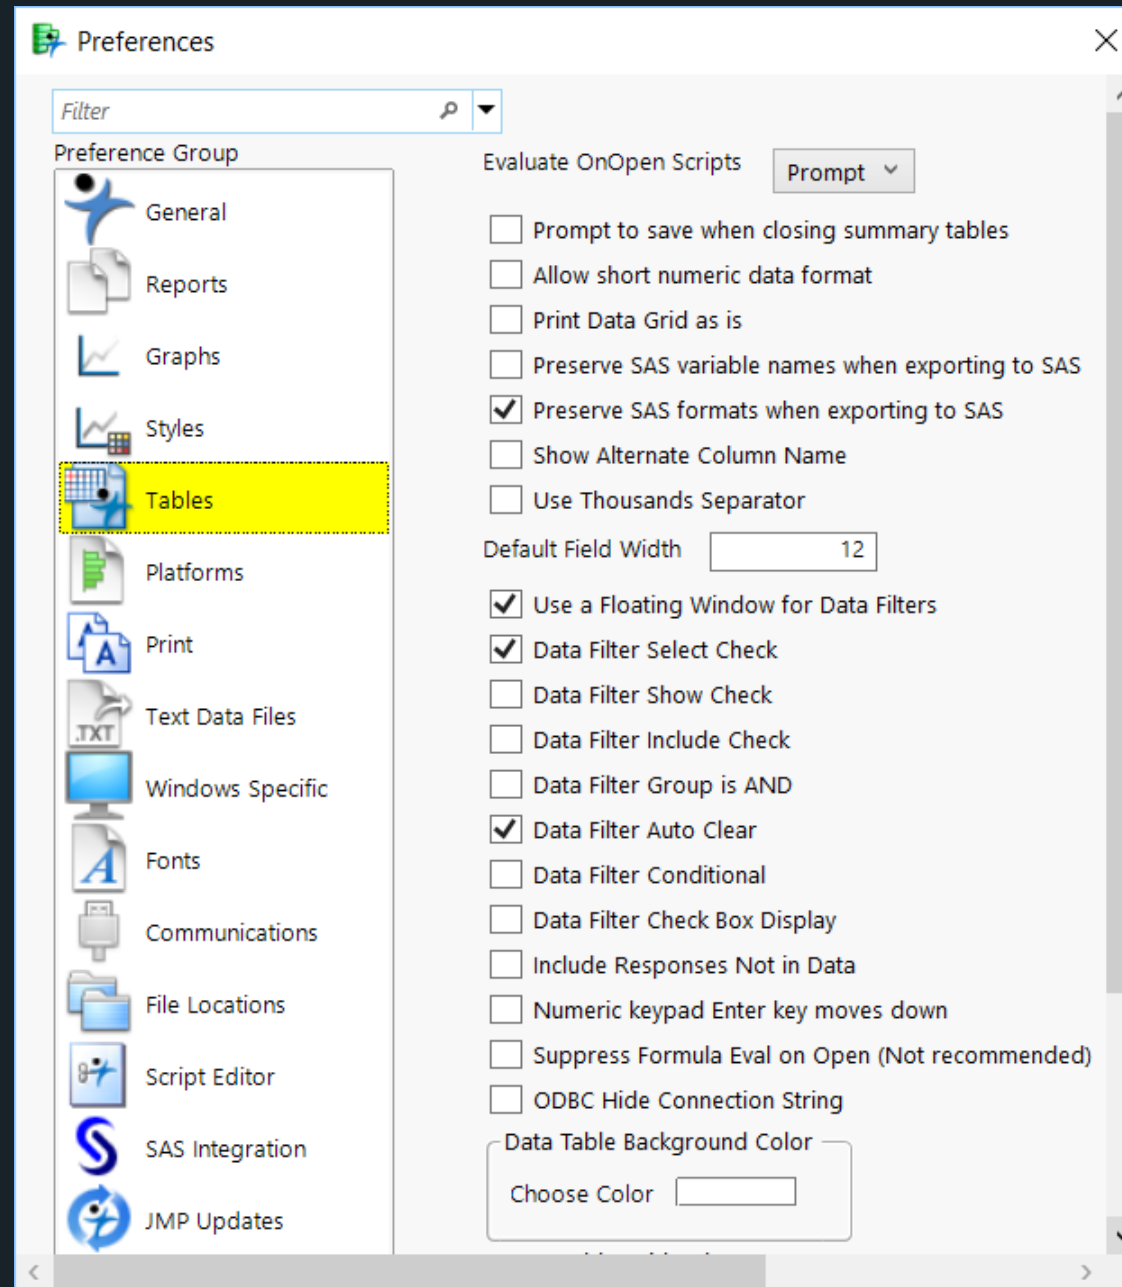 Preferences
Filter
Preference Group
General
Reports
Graphs
Styles
Tables
Platforms
Print
.TXT
Text Data Files
Windows Specific
Fonts
Communications
File Locations
Script Editor
SAS Integration
JMP Updates
Evaluate OnOpen Scripts Prompt
Prompt to save when closing summary tables
Allow short numeric data format
Print Data Grid as is
Preserve SAS variable names when exporting to SAS
Preserve SAS formats when exporting to SAS
Show Alternate Column Name
Use Thousands Separator
Default Field Width 12
Use a Floating Window for Data Filters
Data Filter Select Check
Data Filter Show Check
Data Filter Include Check
Data Filter Group is AND
Data Filter Auto Clear
Data Filter Conditional
Data Filter Check Box Display
Include Responses Not in Data
Numeric keypad Enter key moves down
Suppress Formula Eval on Open (Not recommended)
ODBC Hide Connection String
Data Table Background Color
Choose Color